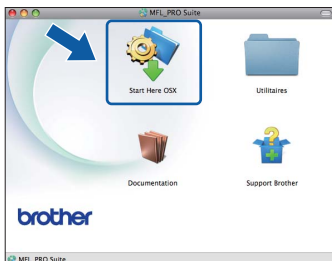 MFL_PRO Suite
Start Here OSX
Utilitaires
Documentation
Support Brother
brother
MFL_PRO Suite